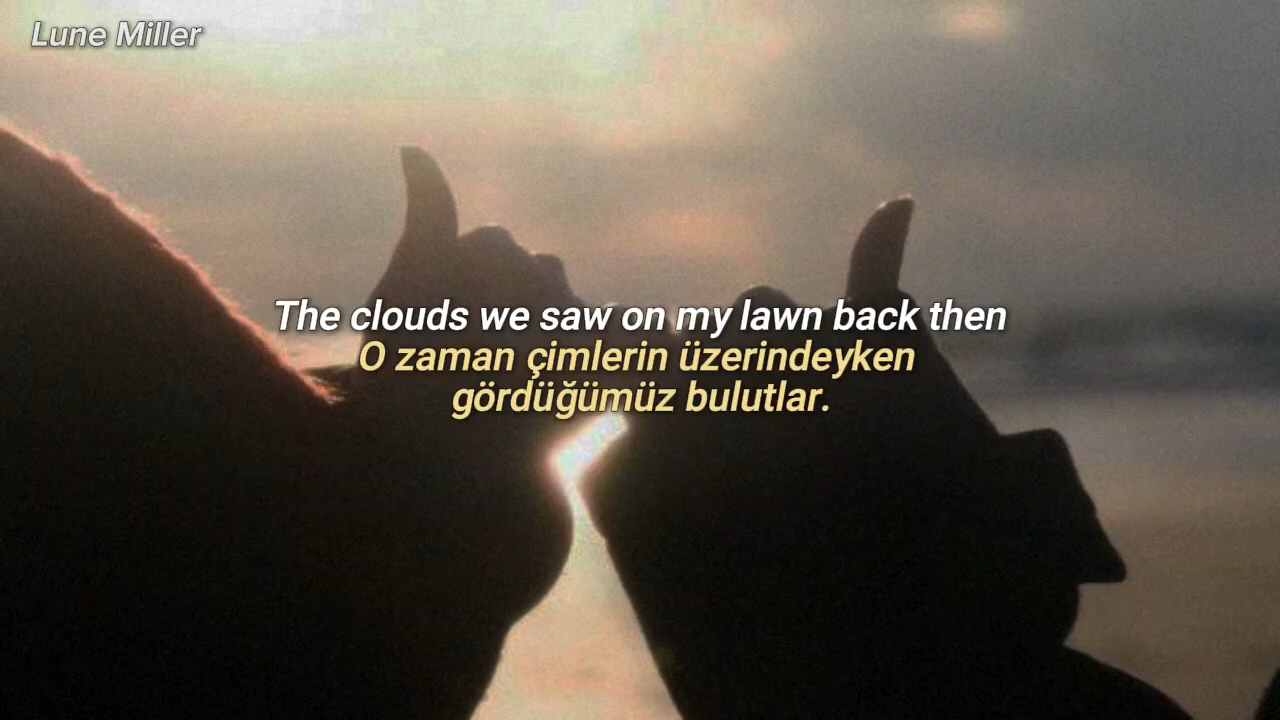 Lune Miller
The clouds we saw on my lawn back then
O zaman çimlerin üzerindeyken
gördüğümüz bulutlar.